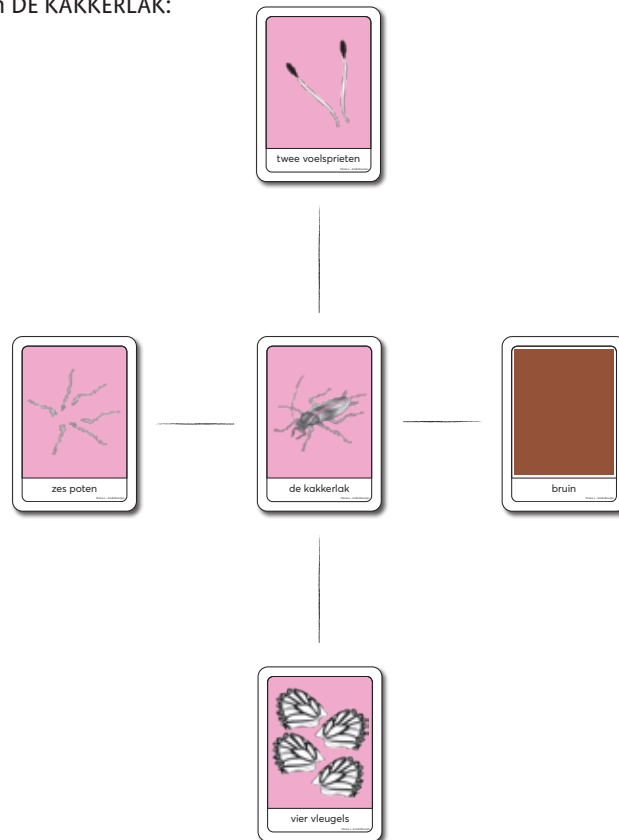 DE KAKKERLAK:
twee voelsprieten
zes poten
de kakkerlak
bruin
vier vleugels